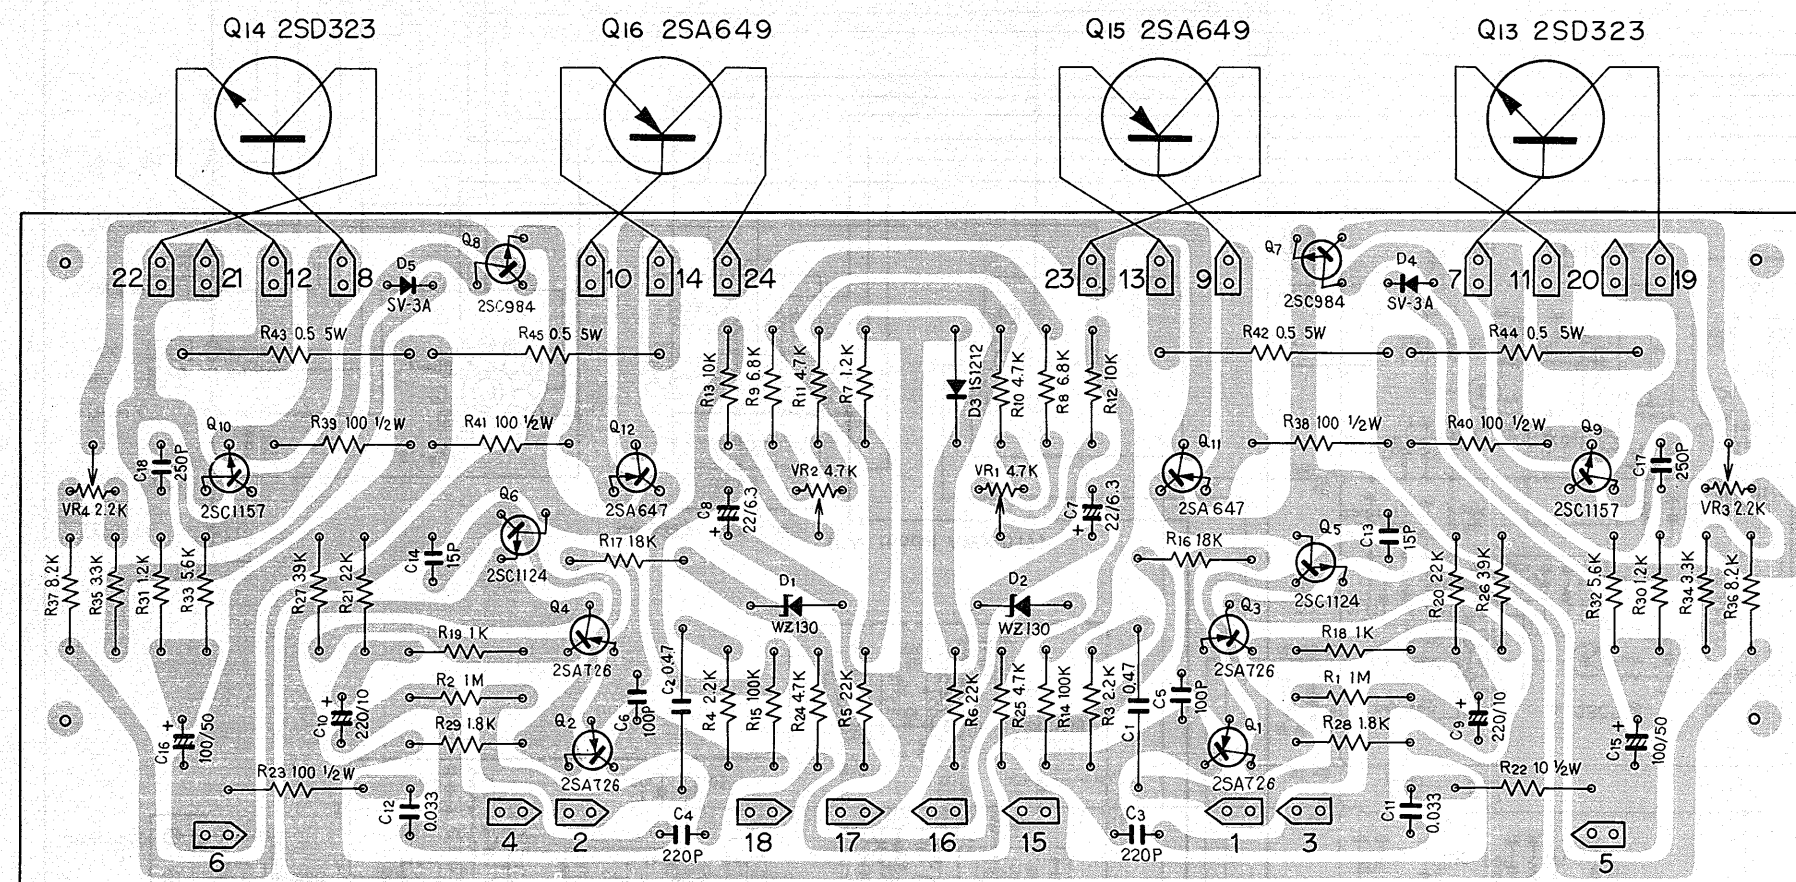 Q14 2SD323 Q16 2SA649 Q15 2SA649 Q13 2SD323
22 21 12 8 D5 SV-3A Q8 2SC984 10 14 24 23 13 9 Q7 2SC984 D4 SV-3A 7 11 20 19
R43 0.5 5W R45 0.5 5W R42 0.5 5W R44 0.5 5W
R13 10K R9 6.8K R11 4.7K R7 1.2K D3 1S1212 R10 4.7K R8 6.8K R12 10K
Q10 R39 100 ½W R41 100 ½W Q12 Q11 R38 100 ½W R40 100 ½W Q9
C18 250P VR2 4.7K VR1 4.7K C17 250P
VR4 2.2K 2SC1157 Q6 2SA647 C8 22/6.3 + C7 22/6.3 + 2SA647 Q5 C13 15P 2SC1157 VR3 2.2K
C14 15P 2SC1124 R17 18K R16 18K 2SC1124
R37 8.2K R35 3.3K R31 1.2K R33 5.6K R27 39K R21 22K D1 WZ130 D2 WZ130 R20 22K R26 39K R32 5.6K R30 1.2K R34 3.3K R36 8.2K
Q4 Q3
R19 1K 2SA726 2SA726 R18 1K
R2 1M C6 100P C2 0.47 R4 2.2K R15 100K R24 4.7K R5 22K R6 22K R25 4.7K R14 100K R3 2.2K C1 0.47 C5 100P R1 1M
C16 + 100/50 C10 + 220/10 R29 1.8K Q2 Q1 R28 1.8K C9 + 220/10 C15 + 100/50
R23 100 ½W 2SA726 2SA726 R22 10 ½W
C12 0.033 C4 C3 C11 0.033
6 4 2 220P 18 17 16 15 220P 1 3 5